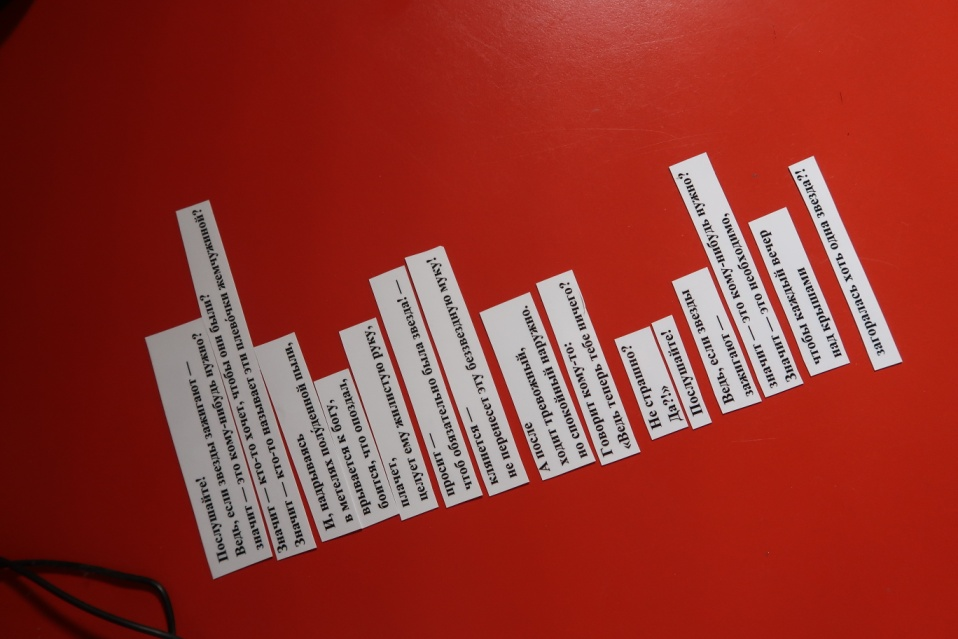 Послушайте!
Ведь, если звезды зажигают —
значит — это кому-нибудь нужно?
Значит — кто-то хочет, чтобы они были?
Значит — кто-то называет эти плевочки жемчужиной?
И, надрываясь
в метелях полу́денной пыли,
врывается к богу,
боится, что опоздал,
плачет,
целует ему жилистую руку,
просит —
чтоб обязательно была звезда! —
клянется —
не перенесет эту беззвездную муку!
А после
ходит тревожный,
но спокойный наружно.
Говорит кому-то:
«Ведь теперь тебе ничего?
Не страшно?
Да?!»
Послушайте!
Ведь, если звезды
зажигают —
значит — это кому-нибудь нужно?
Значит — это необходимо,
чтобы каждый вечер
над крышами
загоралась хоть одна звезда?!